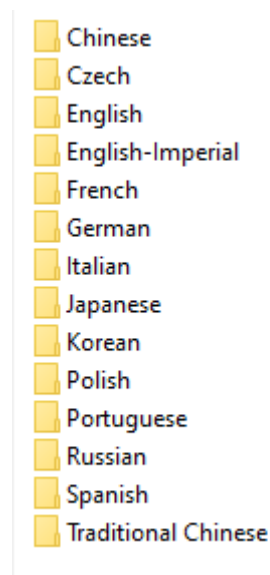 Chinese
Czech
English
English-Imperial
French
German
Italian
Japanese
Korean
Polish
Portuguese
Russian
Spanish
Traditional Chinese